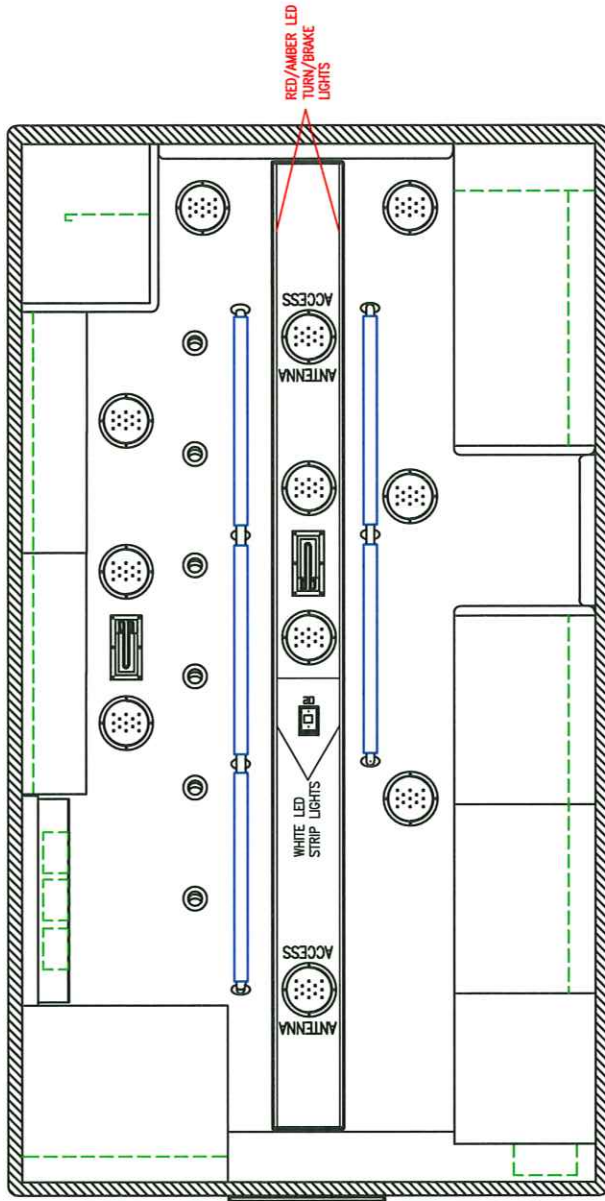 RED/AMBER LED
TURN/BRAKE
LIGHTS
ACCESS
ANTENNA
WHITE LED
STRIP LIGHTS
ACCESS
ANTENNA